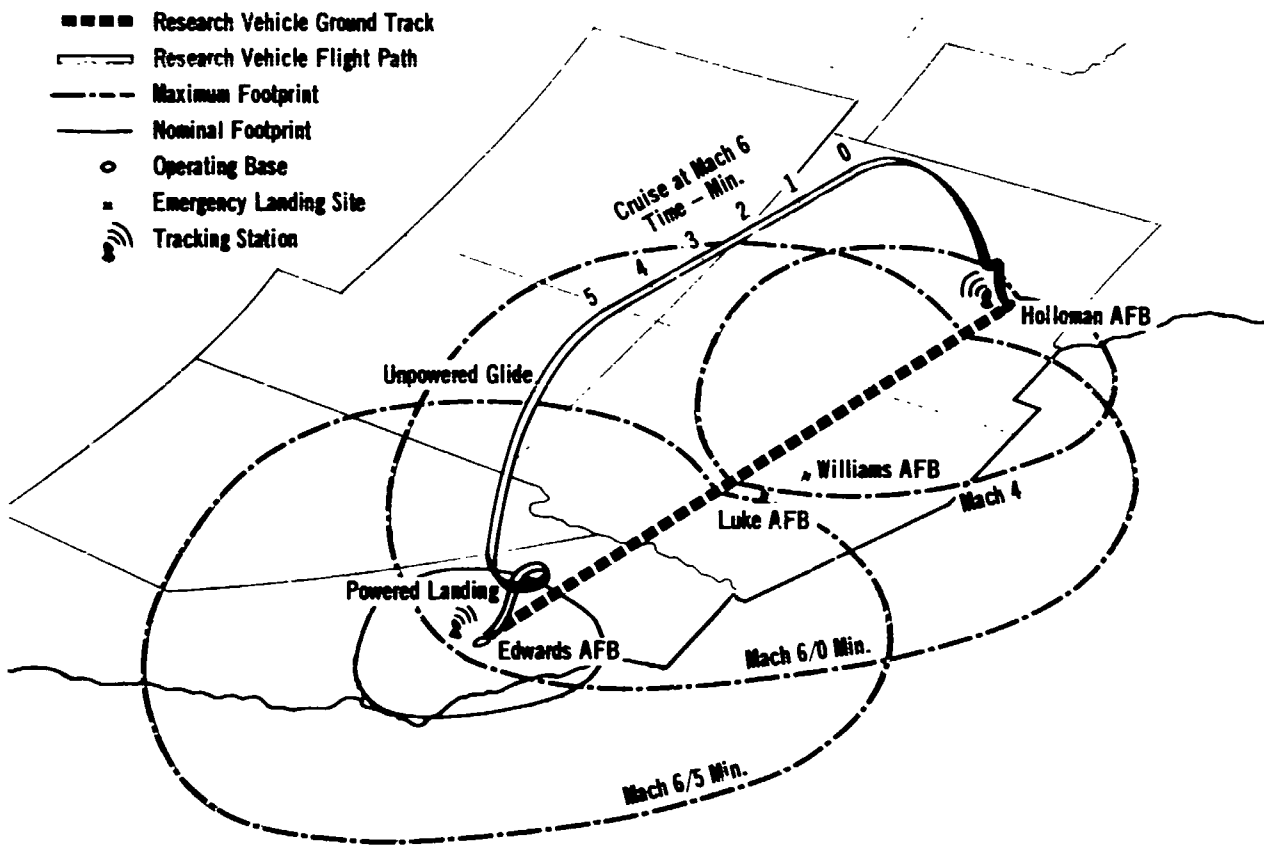 Research Vehicle Ground Track
Research Vehicle Flight Path
Maximum Footprint
Nominal Footprint
Operating Base
Emergency Landing Site
Tracking Station
Cruise at Mach 6
Time - Min.
0
1
2
3
4
5
Holloman AFB
Unpowered Glide
Williams AFB
Mach 4
Luke AFB
Powered Landing
Edwards AFB
Mach 6/0 Min.
Mach 6/5 Min.